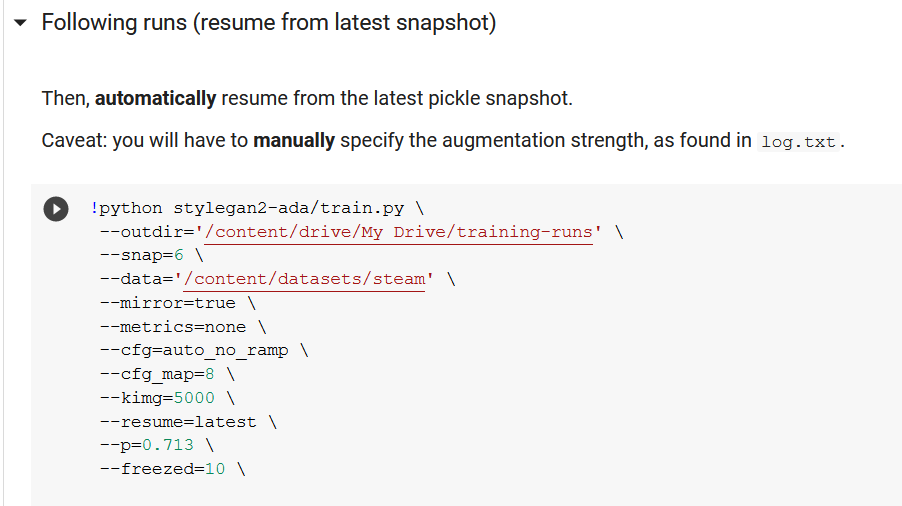 Following runs (resume from latest snapshot)
Then, automatically resume from the latest pickle snapshot.
Caveat: you will have to manually specify the augmentation strength, as found in log.txt.
!python stylegan2-ada/train.py \
--outdir='/content/drive/My Drive/training-runs' \
--snap=6 \
--data='/content/datasets/steam' \
--mirror=true \
--metrics=none \
--cfg=auto_no_ramp \
--cfg_map=8 \
--kimg=5000 \
--resume=latest \
--p=0.713 \
--freezed=10 \